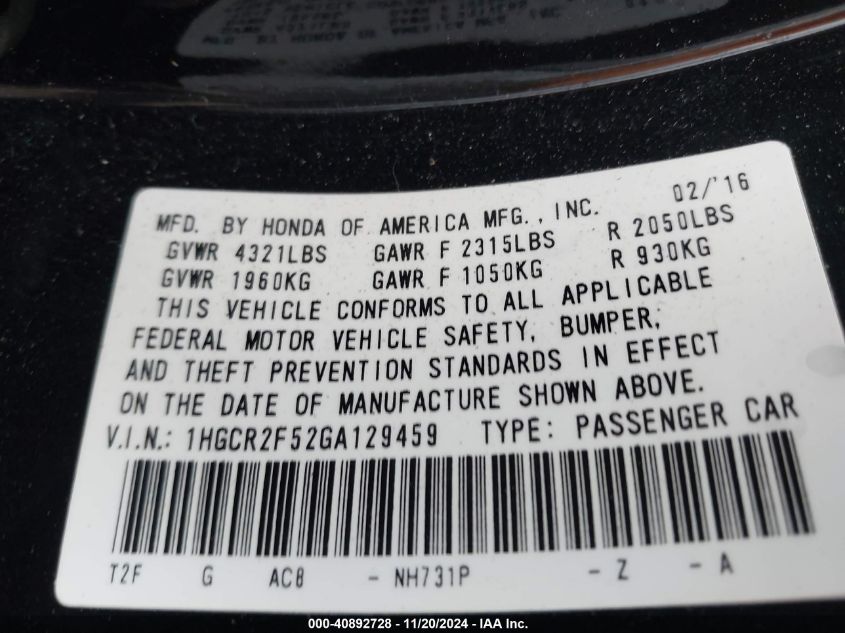 02/'16
MFD. BY HONDA OF AMERICA MFG., INC.
GVWR 4321LBS GAWR F 2315LBS R 2050LBS
GVWR 1960KG GAWR F 1050KG R 930KG
THIS VEHICLE CONFORMS TO ALL APPLICABLE
FEDERAL MOTOR VEHICLE SAFETY, BUMPER,
AND THEFT PREVENTION STANDARDS IN EFFECT
ON THE DATE OF MANUFACTURE SHOWN ABOVE.
V.I.N.: 1HGCR2F52GA129459 TYPE: PASSENGER CAR
T2F G AC8 - NH731P - Z - A
000-40892728 - 11/20/2024 - IAA Inc.